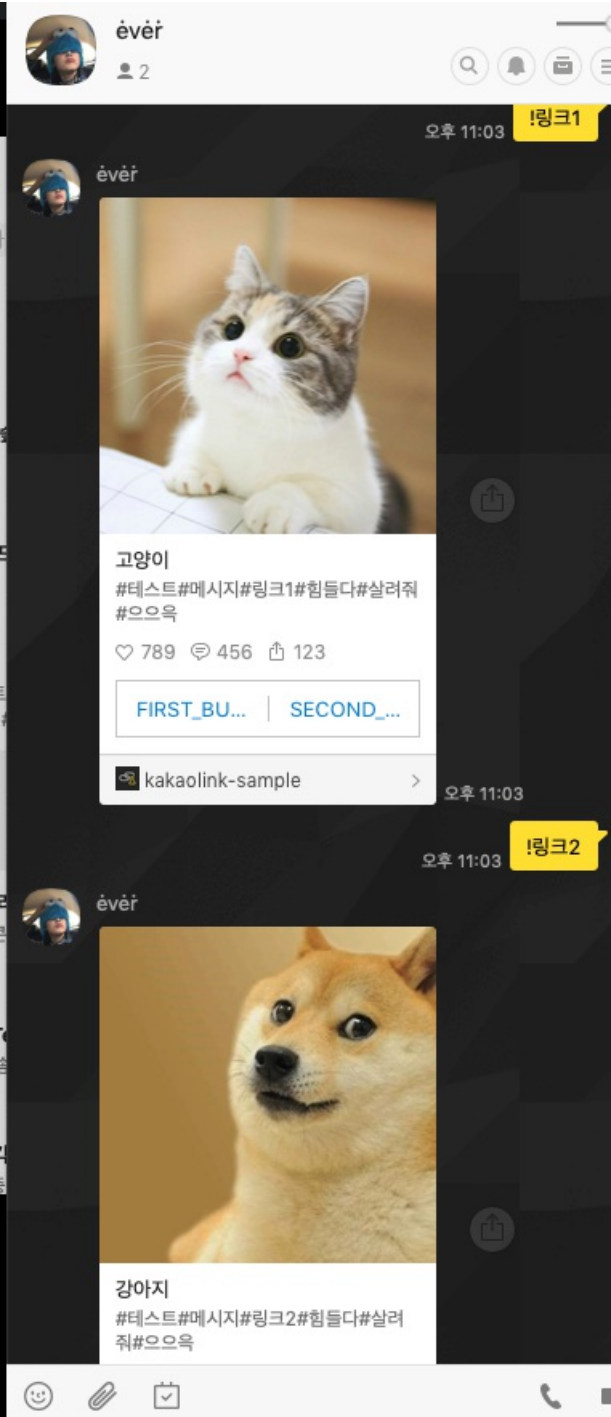 ėvėṙ
2
!링크1
오후 11:03
ėvėṙ
고양이
#테스트#메시지#링크1#힘들다#살려줘
#으으윽
789 456 123
FIRST_BU... SECOND_...
kakaolink-sample
오후 11:03
!링크2
오후 11:03
ėvėṙ
강아지
#테스트#메시지#링크2#힘들다#살려
줘#으으윽